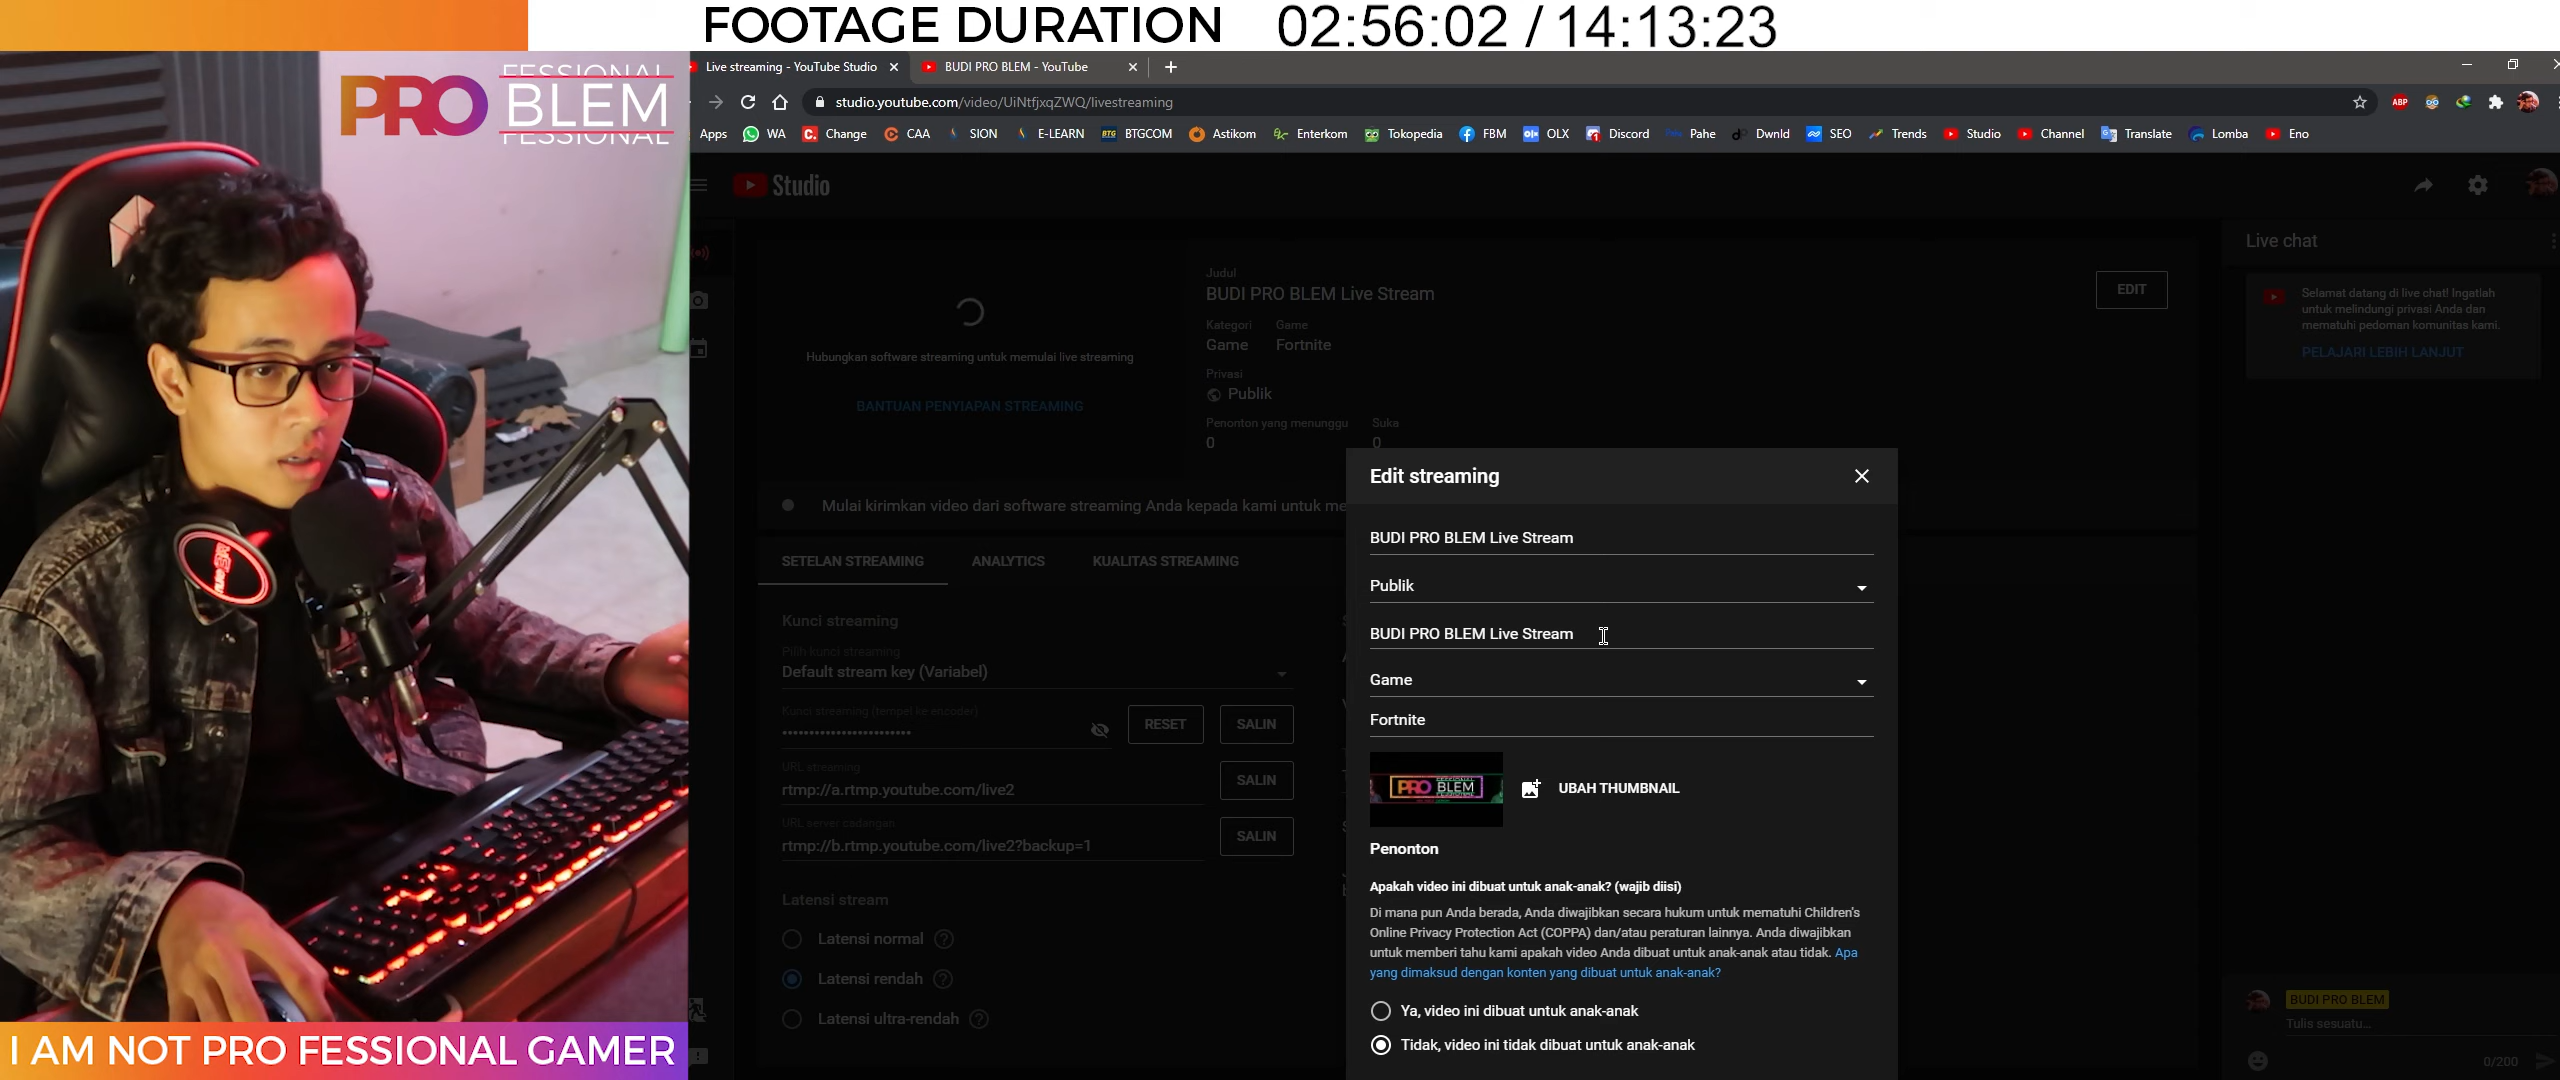 FOOTAGE DURATION 02:56:02 / 14:13:23
Live streaming - YouTube Studio
BUDI PRO BLEM - YouTube
FESSIONAL
PRO BLEM
FESSIONAL
studio.youtube.com/video/UiNtfjxqZWQ/livestreaming
ABP
Apps WA Change CAA SION E-LEARN BTGCOM Astikom Enterkom Tokopedia FBM OLX Discord Pahe Dwnld SEO Trends Studio Channel Translate Lomba Eno
Studio
Hubungkan software streaming untuk memulai live streaming
BANTUAN PENYIAPAN STREAMING
Judul
BUDI PRO BLEM Live Stream
EDIT
Kategori Game
Game Fortnite
Privasi
Publik
Penonton yang menunggu Suka
0 0
Live chat
Selamat datang di live chat! Ingatlah
untuk melindungi privasi Anda dan
mematuhi pedoman komunitas kami.
PELAJARI LEBIH LANJUT
Mulai kirimkan video dari software streaming Anda kepada kami untuk me
SETELAN STREAMING ANALYTICS KUALITAS STREAMING
Kunci streaming
Pilih kunci streaming
Default stream key (Variabel)
Kunci streaming (tempel ke encoder)
••••••••••••••••••••••••
RESET SALIN
URL streaming
rtmp://a.rtmp.youtube.com/live2
SALIN
URL server cadangan
rtmp://b.rtmp.youtube.com/live2?backup=1
SALIN
Latensi stream
Latensi normal
Latensi rendah
Latensi ultra-rendah
Edit streaming
BUDI PRO BLEM Live Stream
Publik
BUDI PRO BLEM Live Stream
Game
Fortnite
PRO BLEM
UBAH THUMBNAIL
Penonton
Apakah video ini dibuat untuk anak-anak? (wajib diisi)
Di mana pun Anda berada, Anda diwajibkan secara hukum untuk mematuhi Children's
Online Privacy Protection Act (COPPA) dan/atau peraturan lainnya. Anda diwajibkan
untuk memberi tahu kami apakah video Anda dibuat untuk anak-anak atau tidak. Apa
yang dimaksud dengan konten yang dibuat untuk anak-anak?
Ya, video ini dibuat untuk anak-anak
Tidak, video ini tidak dibuat untuk anak-anak
BUDI PRO BLEM
Tulis sesuatu...
0/200
I AM NOT PRO FESSIONAL GAMER